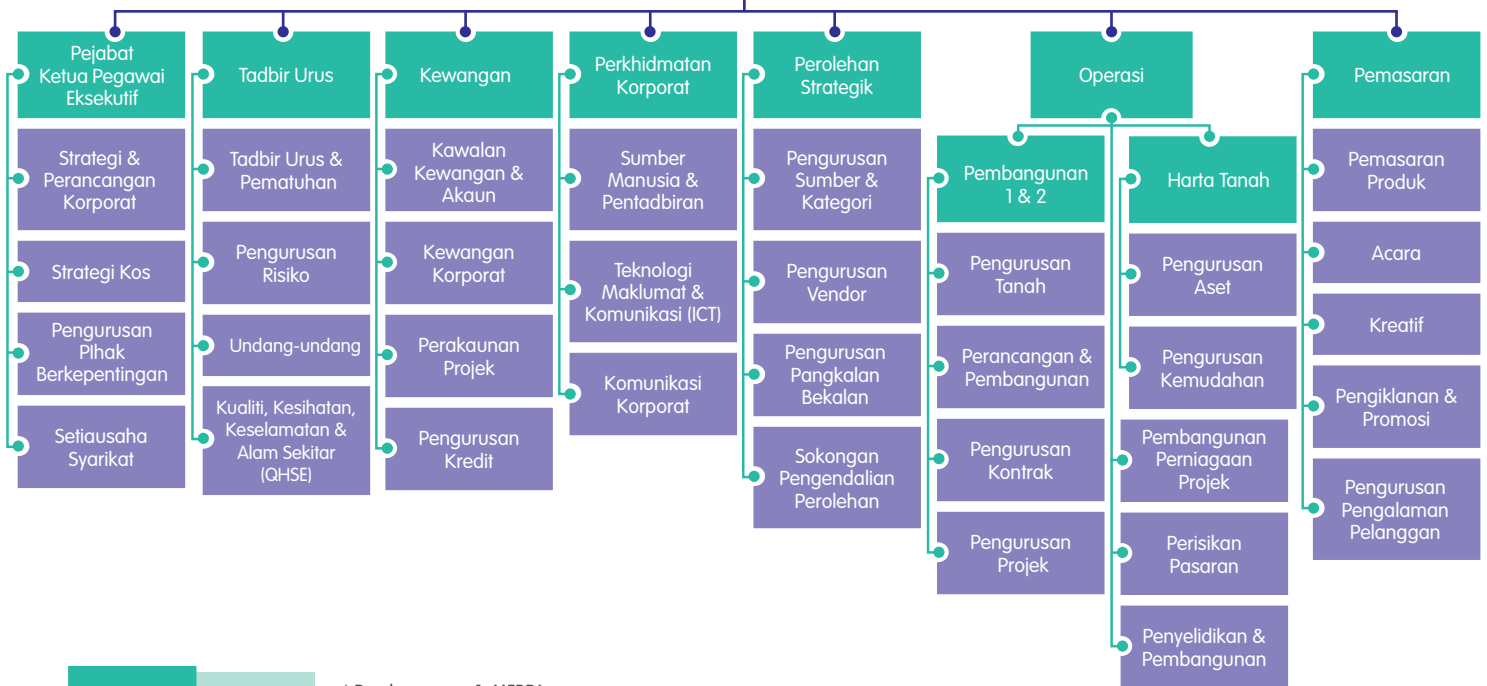 Pejabat
Ketua Pegawai
Eksekutif
Strategi &
Perancangan
Korporat
Strategi Kos
Pengurusan
PIhak
Berkepentingan
Setiausaha
Syarikat
Tadbir Urus
Tadbir Urus &
Pematuhan
Pengurusan
Risiko
Undang-undang
Kualiti, Kesihatan,
Keselamatan &
Alam Sekitar
(QHSE)
Kewangan
Kawalan
Kewangan &
Akaun
Kewangan
Korporat
Perakaunan
Projek
Pengurusan
Kredit
Perkhidmatan
Korporat
Sumber
Manusia &
Pentadbiran
Teknologi
Maklumat &
Komunikasi (ICT)
Komunikasi
Korporat
Perolehan
Strategik
Pengurusan
Sumber &
Kategori
Pengurusan
Vendor
Pengurusan
Pangkalan
Bekalan
Sokongan
Pengendalian
Perolehan
Operasi
Pembangunan
1 & 2
Pengurusan
Tanah
Perancangan &
Pembangunan
Pengurusan
Kontrak
Pengurusan
Projek
Harta Tanah
Pengurusan
Aset
Pengurusan
Kemudahan
Pembangunan
Perniagaan
Projek
Perisikan
Pasaran
Penyelidikan &
Pembangunan
Pemasaran
Pemasaran
Produk
Acara
Kreatif
Pengiklanan &
Promosi
Pengurusan
Pengalaman
Pelanggan